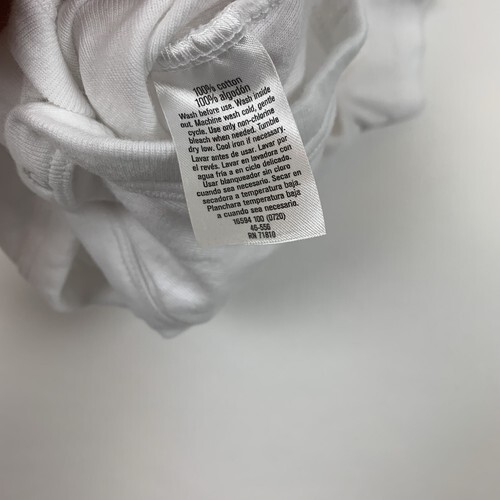 100% cotton
100% algodón
Wash before use. Wash inside
out. Machine wash cold, gentle
cycle. Use only non-chlorine
bleach when needed. Tumble
dry low. Cool iron if necessary.
Lavar antes de usar. Lavar por
el revés. Lavar en lavadora con
agua fría a en ciclo delicado.
Usar blanqueador sin cloro
cuando sea necesario. Secar en
secadora a temperatura baja.
Planchara temperatura baja
a cuando sea necesario.
16594 100 (0720)
46-556
RN 71810